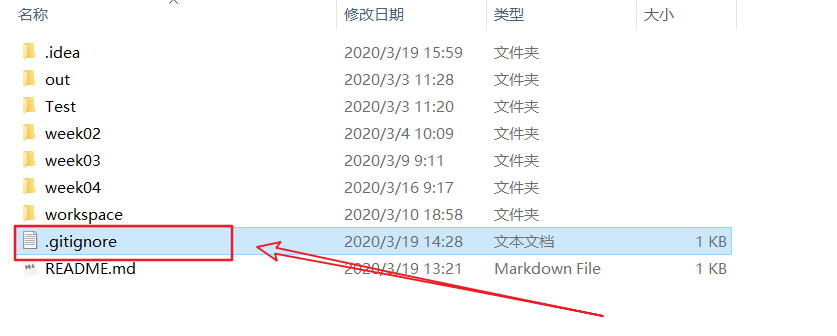 名称 修改日期 类型 大小
.idea 2020/3/19 15:59 文件夹
out 2020/3/3 11:28 文件夹
Test 2020/3/3 11:20 文件夹
week02 2020/3/4 10:09 文件夹
week03 2020/3/9 9:11 文件夹
week04 2020/3/16 9:17 文件夹
workspace 2020/3/10 18:58 文件夹
.gitignore 2020/3/19 14:28 文本文档 1 KB
README.md 2020/3/19 13:21 Markdown File 1 KB